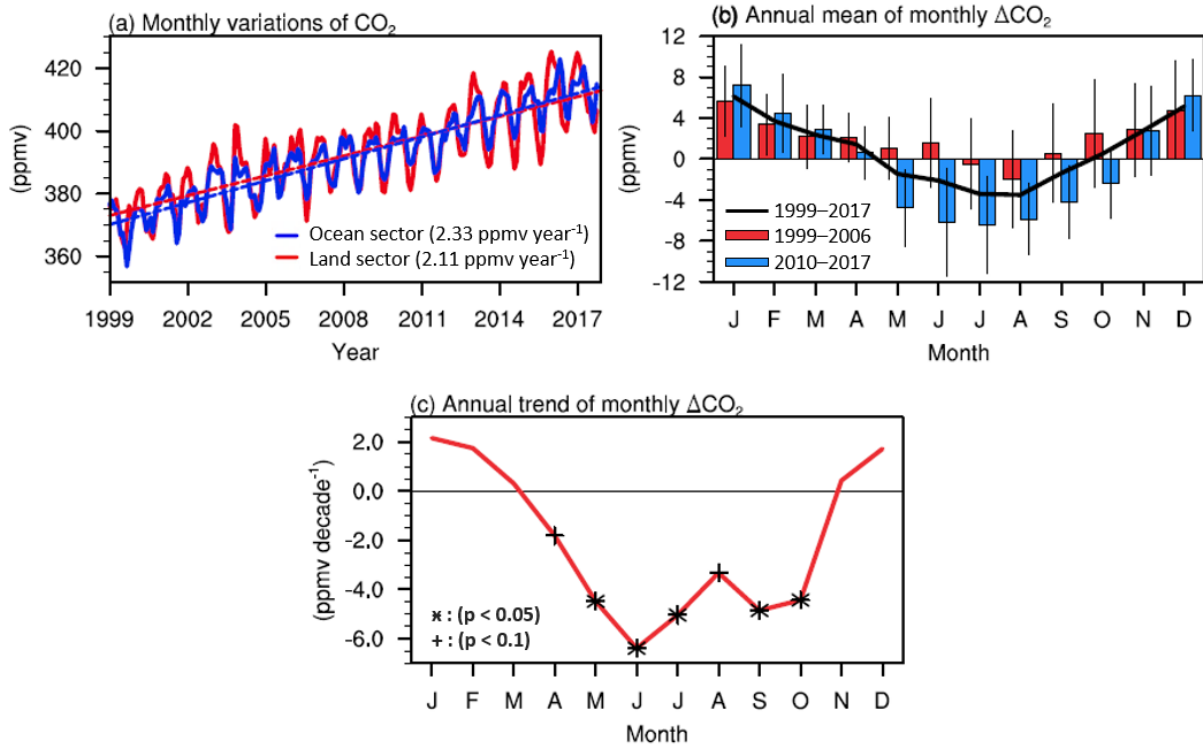 (a) Monthly variations of CO₂
(ppmv)
420
400
380
360
Ocean sector (2.33 ppmv year⁻¹)
Land sector (2.11 ppmv year⁻¹)
1999 2002 2005 2008 2011 2014 2017
Year
(b) Annual mean of monthly ΔCO₂
(ppmv)
12
8
4
0
-4
-8
-12
1999–2017
1999–2006
2010–2017
J F M A M J J A S O N D
Month
(c) Annual trend of monthly ΔCO₂
(ppmv decade⁻¹)
2.0
0.0
-2.0
-4.0
-6.0
* : (p < 0.05)
+ : (p < 0.1)
J F M A M J J A S O N D
Month